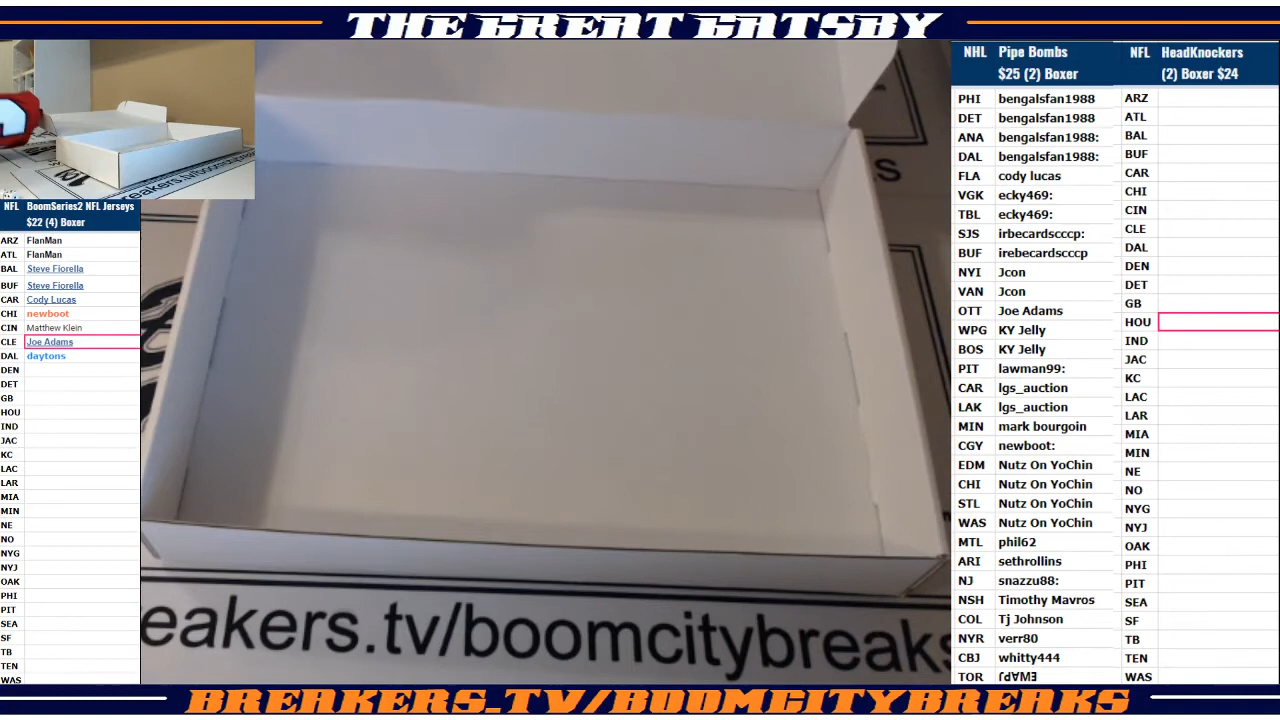 THE GREAT GATSBY
NFL BoomSeries2 NFL Jerseys
$22 (4) Boxer
ARZ FlanMan
ATL FlanMan
BAL Steve Fiorella
BUF Steve Fiorella
CAR Cody Lucas
CHI newboot
CIN Matthew Klein
CLE Joe Adams
DAL daytons
DEN
DET
GB
HOU
IND
JAC
KC
LAC
LAR
MIA
MIN
NE
NO
NYG
NYJ
OAK
PHI
PIT
SEA
SF
TB
TEN
WAS
eakers.tv/boomcitybreaks
NHL Pipe Bombs
$25 (2) Boxer
PHI bengalsfan1988
DET bengalsfan1988
ANA bengalsfan1988:
DAL bengalsfan1988:
FLA cody lucas
VGK ecky469:
TBL ecky469:
SJS irbecardscccp:
BUF irebecardscccp
NYI Jcon
VAN Jcon
OTT Joe Adams
WPG KY Jelly
BOS KY Jelly
PIT lawman99:
CAR lgs_auction
LAK lgs_auction
MIN mark bourgoin
CGY newboot:
EDM Nutz On YoChin
CHI Nutz On YoChin
STL Nutz On YoChin
WAS Nutz On YoChin
MTL phil62
ARI sethrollins
NJ snazzu88:
NSH Timothy Mavros
COL Tj Johnson
NYR verr80
CBJ whitty444
TOR
NFL HeadKnockers
(2) Boxer $24
ARZ
ATL
BAL
BUF
CAR
CHI
CIN
CLE
DAL
DEN
DET
GB
HOU
IND
JAC
KC
LAC
LAR
MIA
MIN
NE
NO
NYG
NYJ
OAK
PHI
PIT
SEA
SF
TB
TEN
WAS
BREAKERS.TV/BOOMCITYBREAKS